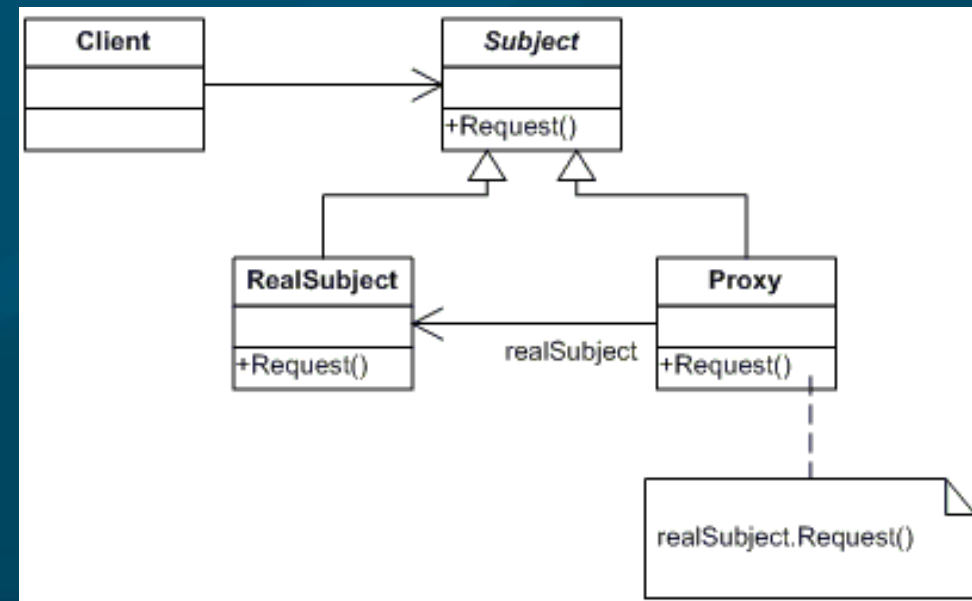 Client
Subject
+Request()
RealSubject
Proxy
realSubject
+Request()
+Request()
realSubject.Request()